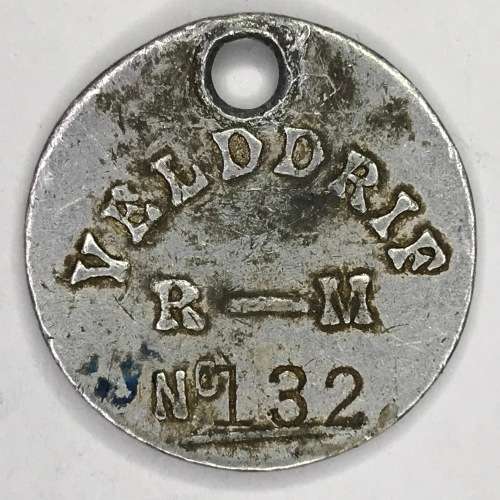 VELDDRIF
R — M
No 132